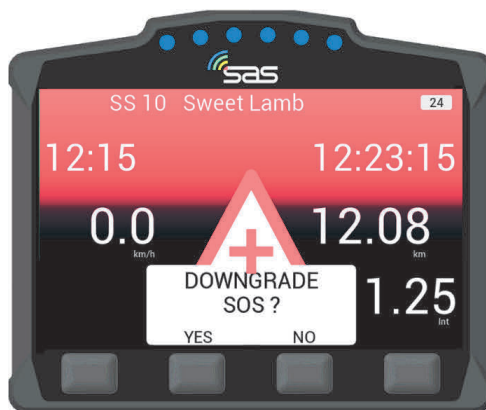 sas
SS 10 Sweet Lamb 24
12:15 12:23:15
0.0 12.08
km/h km
DOWNGRADE
SOS ?
1.25
Int
YES NO